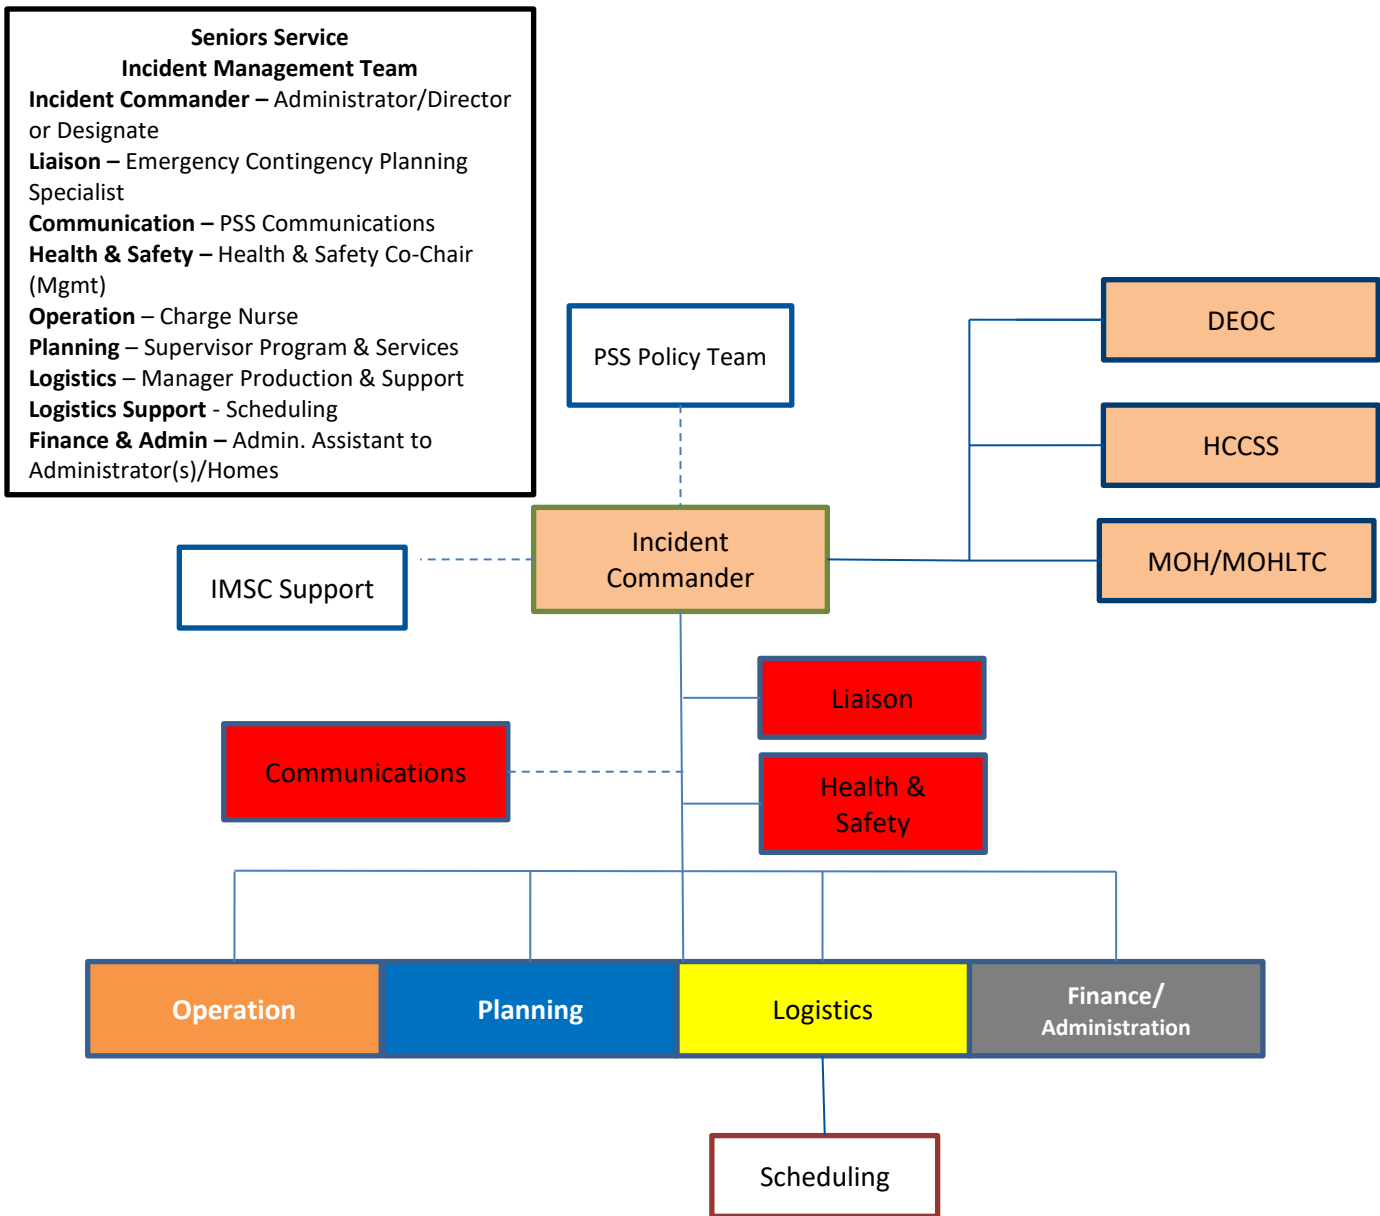 Seniors Service
Incident Management Team
Incident Commander – Administrator/Director
or Designate
Liaison – Emergency Contingency Planning
Specialist
Communication – PSS Communications
Health & Safety – Health & Safety Co-Chair
(Mgmt)
Operation – Charge Nurse
Planning – Supervisor Program & Services
Logistics – Manager Production & Support
Logistics Support - Scheduling
Finance & Admin – Admin. Assistant to
Administrator(s)/Homes
PSS Policy Team
DEOC
HCCSS
MOH/MOHLTC
Incident
Commander
IMSC Support
Liaison
Communications
Health &
Safety
Operation
Planning
Logistics
Finance/
Administration
Scheduling